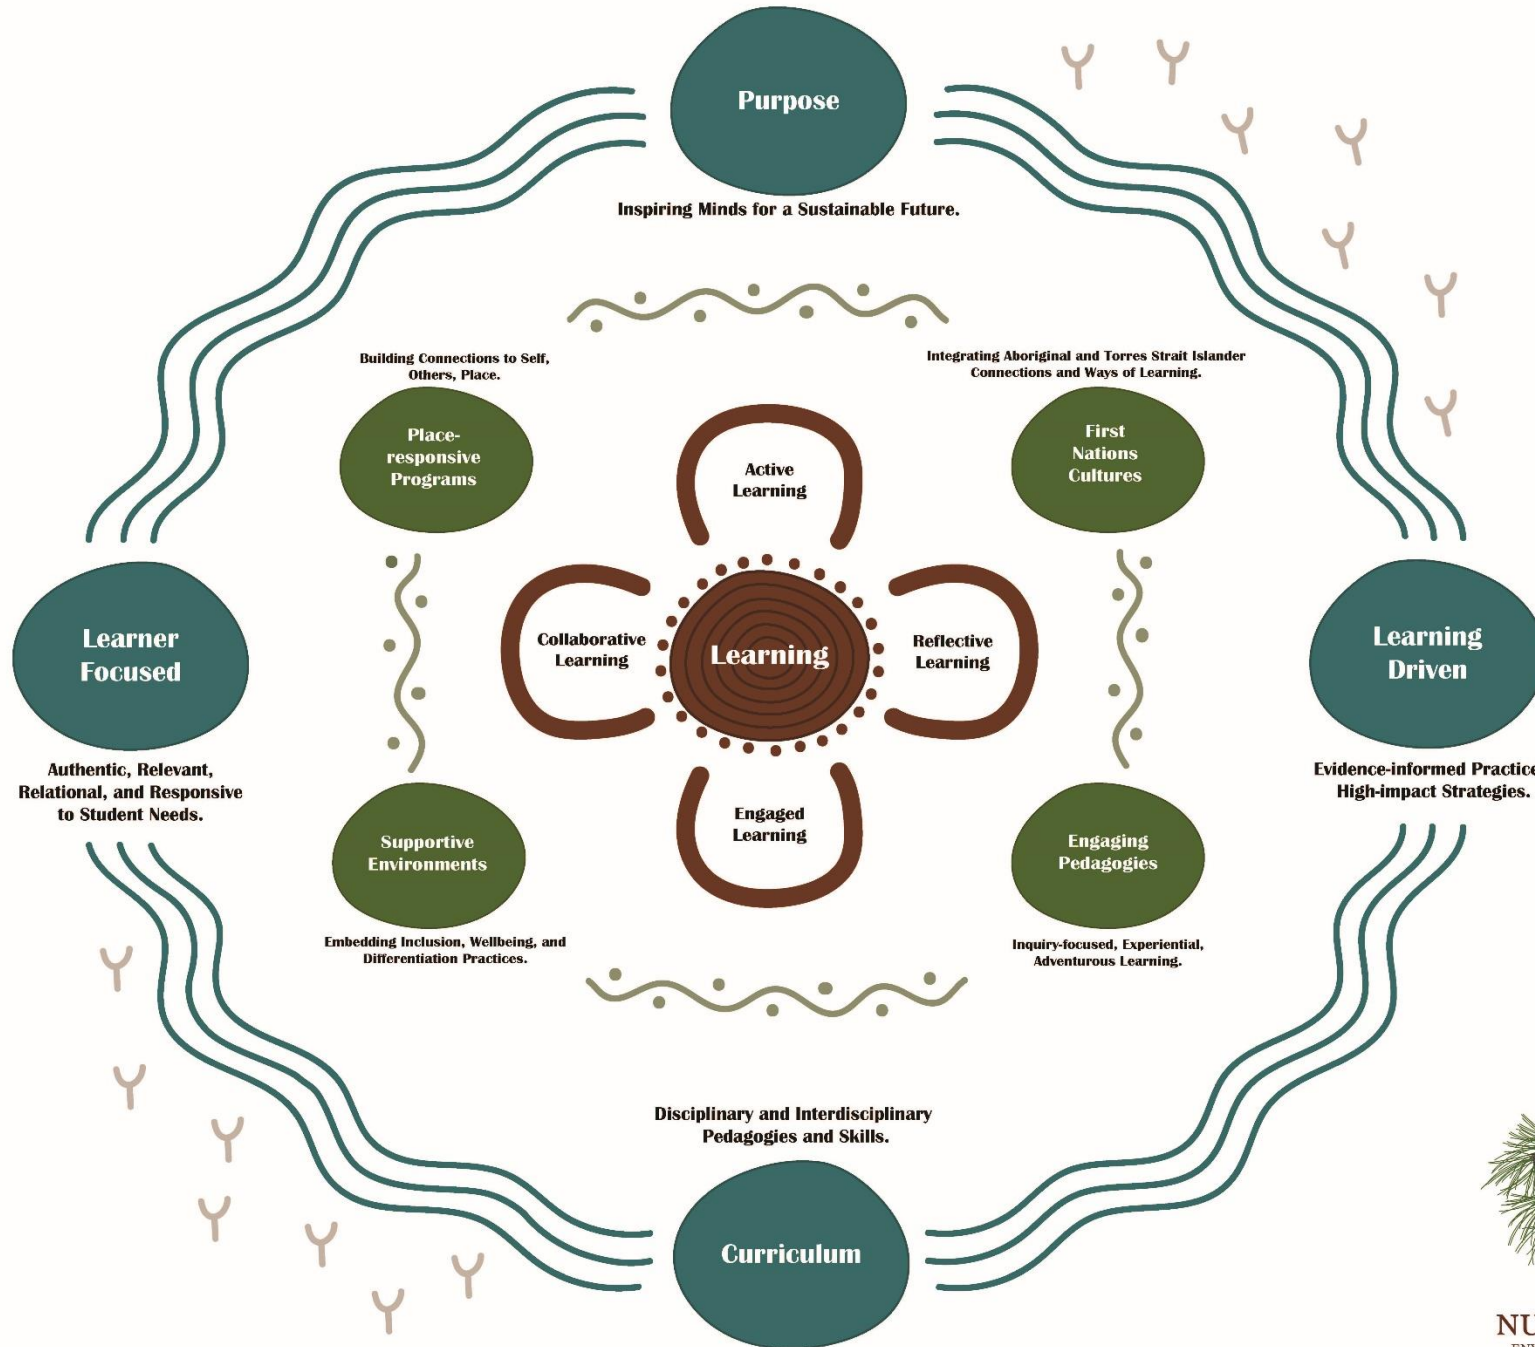 Purpose
Inspiring Minds for a Sustainable Future.
Building Connections to Self,
Others, Place.
Place-
responsive
Programs
Integrating Aboriginal and Torres Strait Islander
Connections and Ways of Learning.
First
Nations
Cultures
Active
Learning
Learner
Focused
Authentic, Relevant,
Relational, and Responsive
to Student Needs.
Collaborative
Learning
Learning
Reflective
Learning
Learning
Driven
Evidence-informed Practice
High-impact Strategies.
Engaged
Learning
Supportive
Environments
Embedding Inclusion, Wellbeing, and
Differentiation Practices.
Engaging
Pedagogies
Inquiry-focused, Experiential,
Adventurous Learning.
Disciplinary and Interdisciplinary
Pedagogies and Skills.
Curriculum